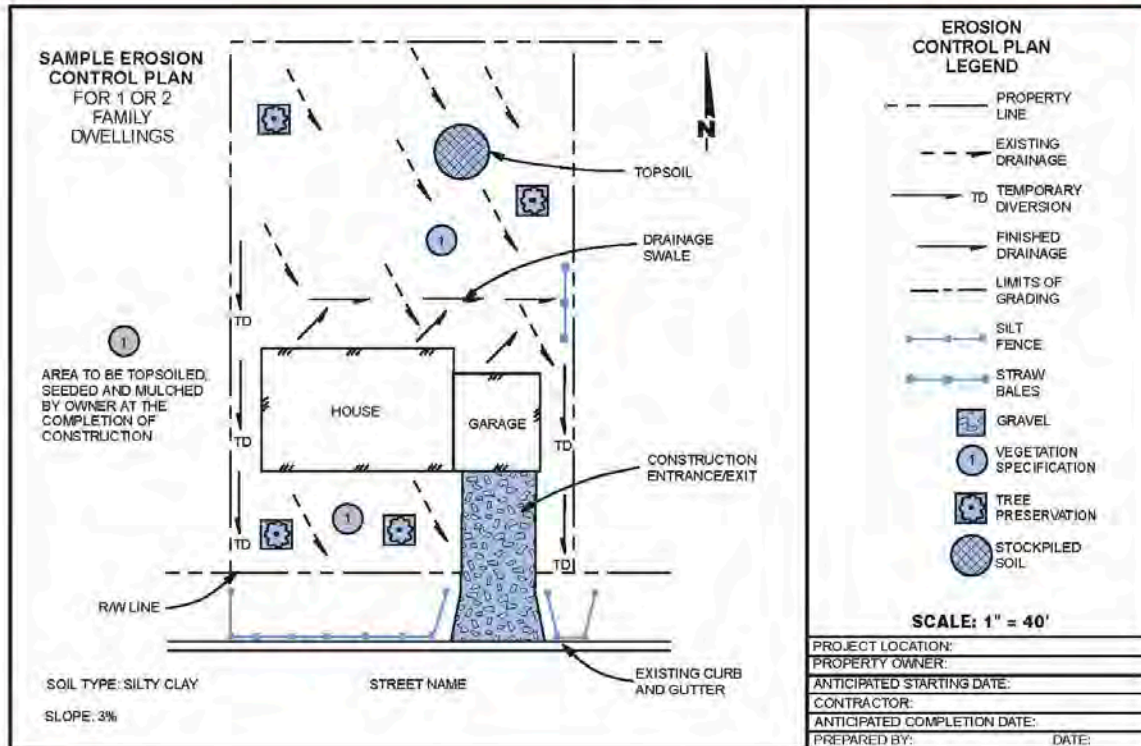 SAMPLE EROSION
CONTROL PLAN
FOR 1 OR 2
FAMILY
DWELLINGS
N
TOPSOIL
1
DRAINAGE
SWALE
TD
TD
1
AREA TO BE TOPSOILED,
SEEDED AND MULCHED
BY OWNER AT THE
COMPLETION OF
CONSTRUCTION
HOUSE
GARAGE
TD
TD
CONSTRUCTION
ENTRANCE/EXIT
1
TD
TD
R/W LINE
EXISTING CURB
AND GUTTER
SOIL TYPE: SILTY CLAY
STREET NAME
SLOPE: 3%
EROSION
CONTROL PLAN
LEGEND
PROPERTY
LINE
EXISTING
DRAINAGE
TD TEMPORARY
DIVERSION
FINISHED
DRAINAGE
LIMITS OF
GRADING
SILT
FENCE
STRAW
BALES
GRAVEL
1 VEGETATION
SPECIFICATION
TREE
PRESERVATION
STOCKPILED
SOIL
SCALE: 1" = 40'
PROJECT LOCATION:
PROPERTY OWNER:
ANTICIPATED STARTING DATE:
CONTRACTOR:
ANTICIPATED COMPLETION DATE:
PREPARED BY: DATE: